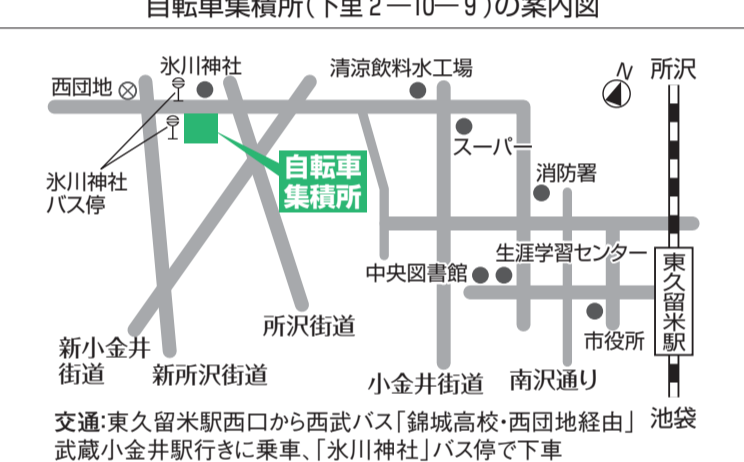 自転車集積所（下里2―10―9）の案内図
氷川神社
清涼飲料水工場
N
所沢
西団地
スーパー
自転車
集積所
消防署
氷川神社
バス停
生涯学習センター
中央図書館
東久留米駅
所沢街道
市役所
新小金井
街道
新所沢街道
小金井街道
南沢通り
池袋
交通：東久留米駅西口から西武バス「錦城高校・西団地経由」
武蔵小金井駅行きに乗車、「氷川神社」バス停で下車